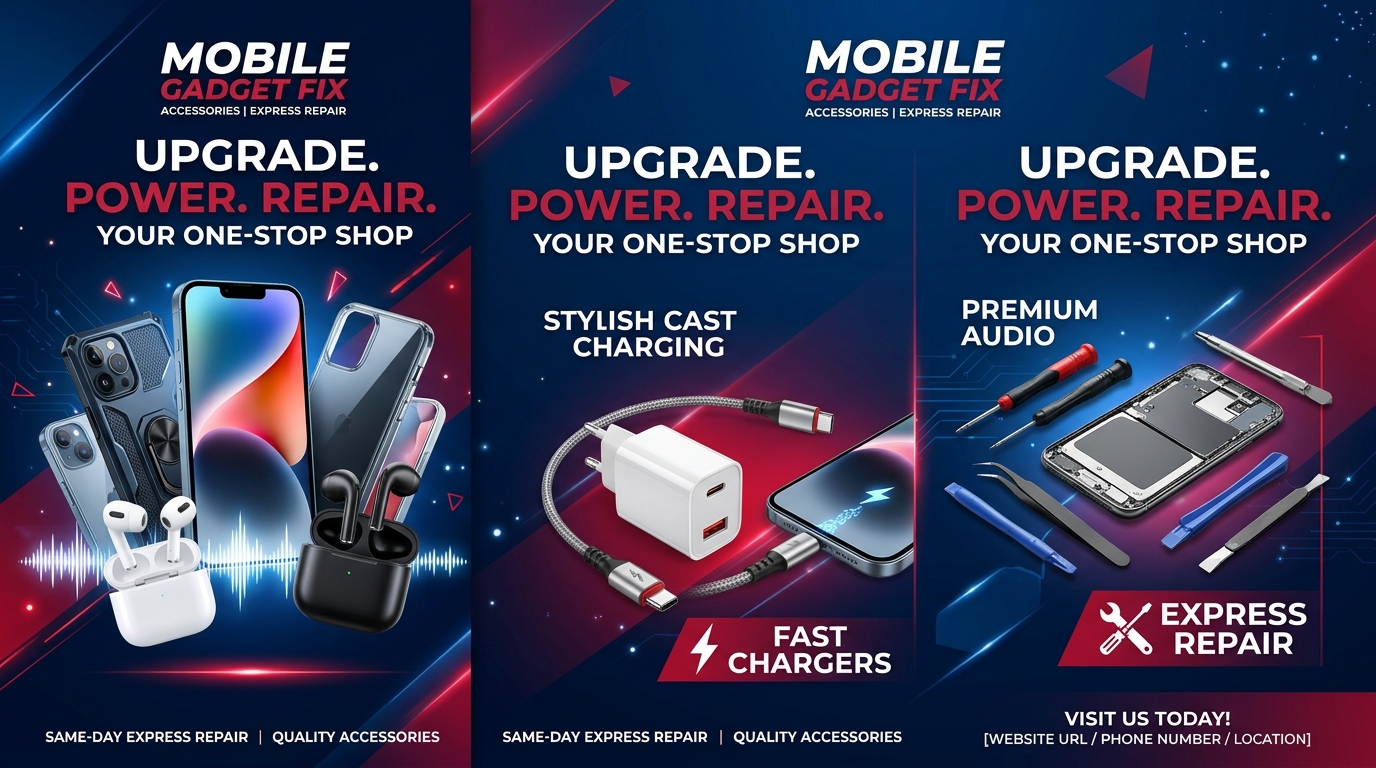 MOBILE
GADGET FIX
ACCESSORIES | EXPRESS REPAIR
UPGRADE.
POWER. REPAIR.
YOUR ONE-STOP SHOP
SAME-DAY EXPRESS REPAIR | QUALITY ACCESSORIES
MOBILE
GADGET FIX
ACCESSORIES | EXPRESS REPAIR
UPGRADE.
POWER. REPAIR.
YOUR ONE-STOP SHOP
STYLISH CAST
CHARGING
FAST
CHARGERS
SAME-DAY EXPRESS REPAIR | QUALITY ACCESSORIES
UPGRADE.
POWER. REPAIR.
YOUR ONE-STOP SHOP
PREMIUM
AUDIO
EXPRESS
REPAIR
VISIT US TODAY!
[WEBSITE URL / PHONE NUMBER / LOCATION]